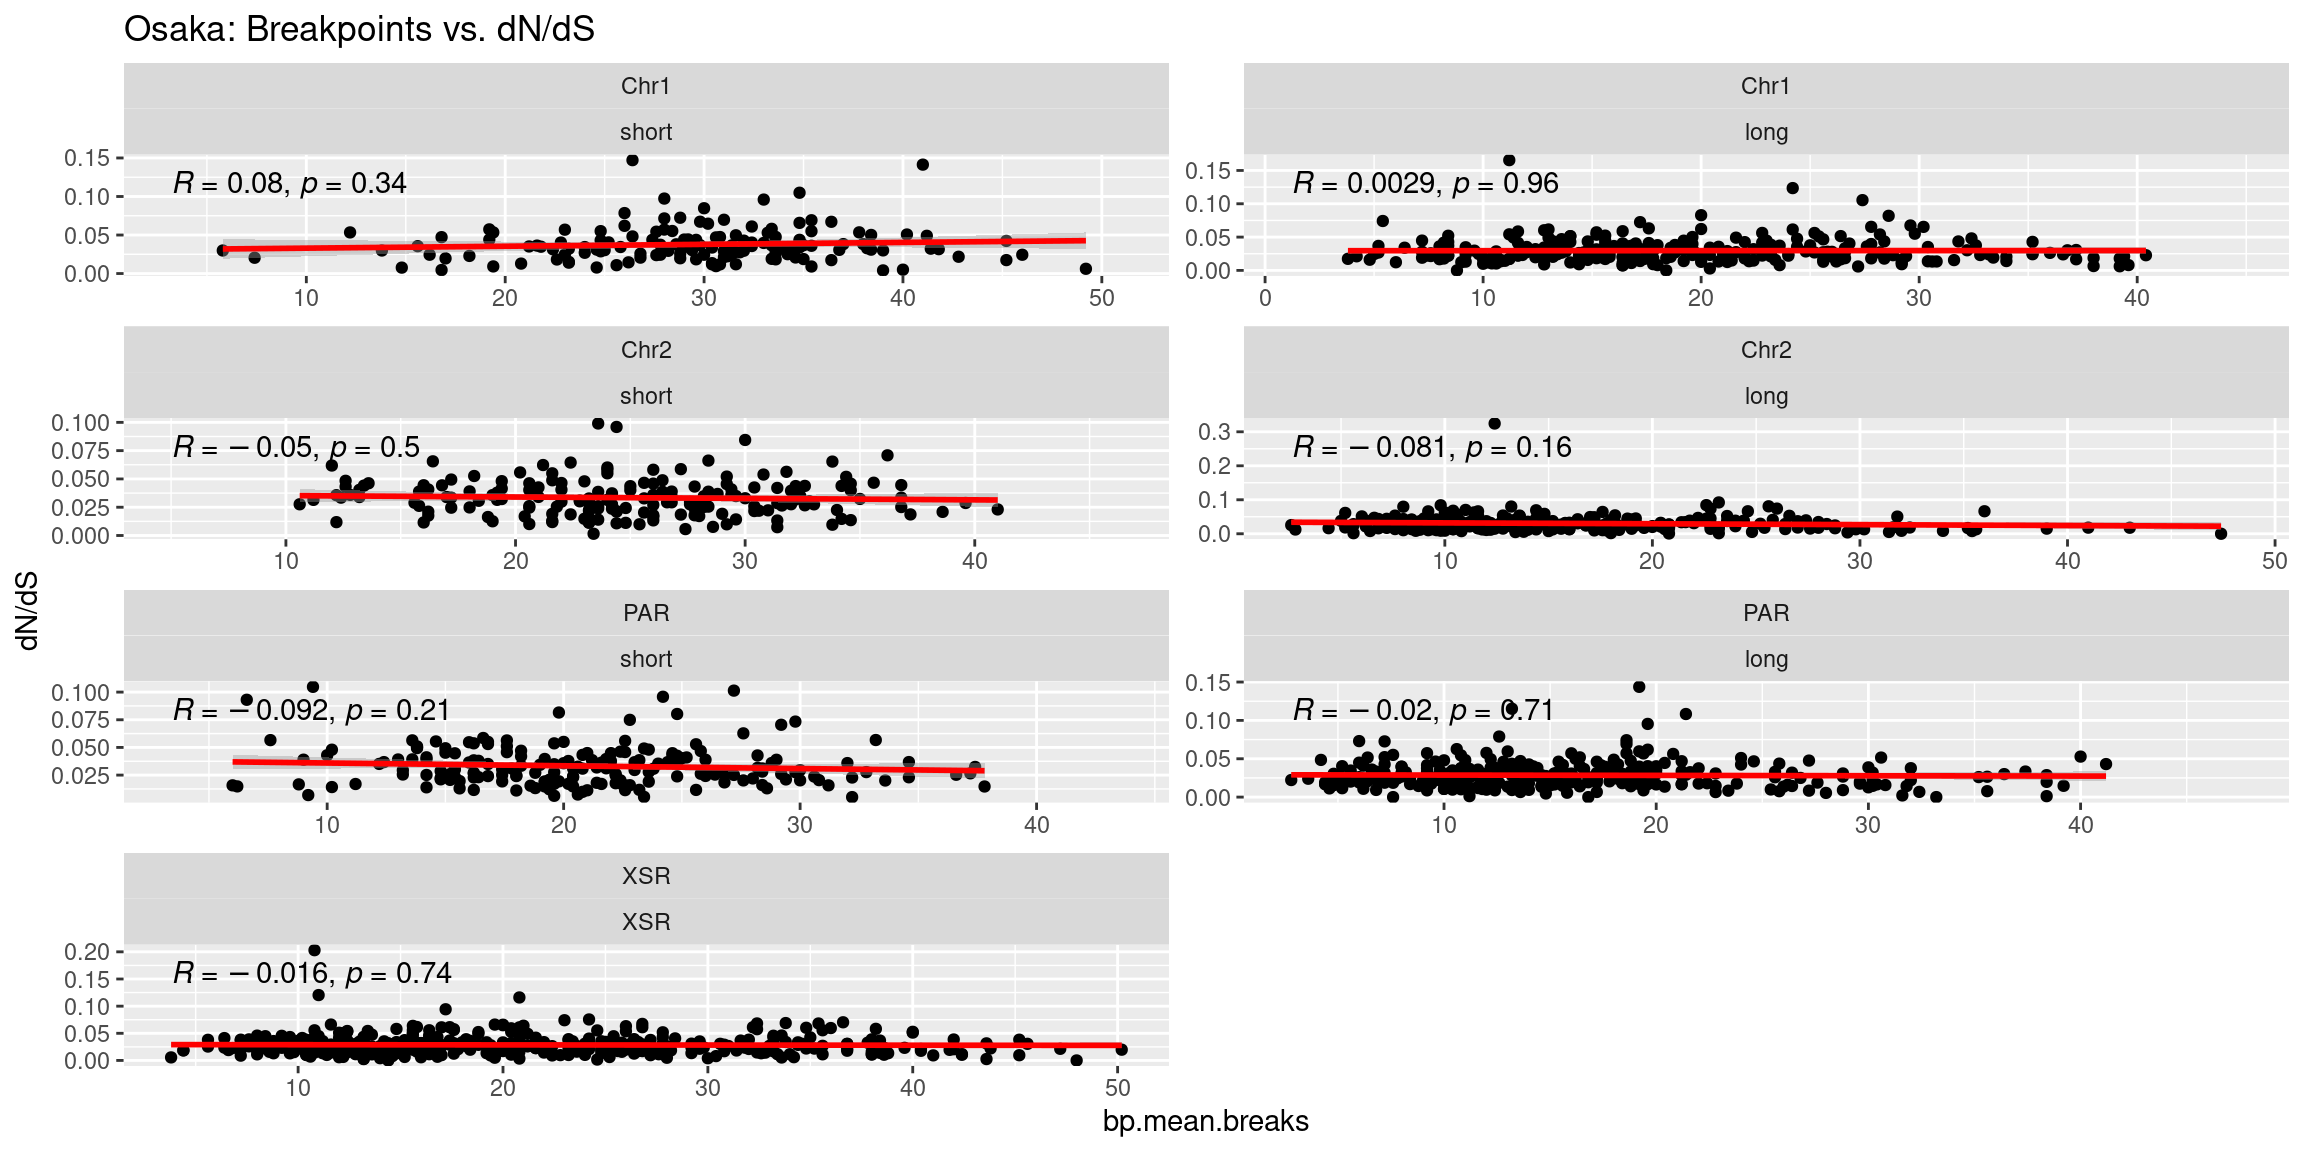 Osaka: Breakpoints vs. dN/dS
Chr1
short
0.15
0.10
0.05
0.00
R = 0.08, p = 0.34
10 20 30 40 50
Chr1
long
0.15
0.10
0.05
0.00
R = 0.0029, p = 0.96
0 10 20 30 40
Chr2
short
0.100
0.075
0.050
0.025
0.000
R = −0.05, p = 0.5
10 20 30 40
Chr2
long
0.3
0.2
0.1
0.0
R = −0.081, p = 0.16
10 20 30 40 50
dN/dS
PAR
short
0.100
0.075
0.050
0.025
R = −0.092, p = 0.21
10 20 30 40
PAR
long
0.15
0.10
0.05
0.00
R = −0.02, p = 0.71
10 20 30 40
XSR
XSR
0.20
0.15
0.10
0.05
0.00
R = −0.016, p = 0.74
10 20 30 40 50
bp.mean.breaks